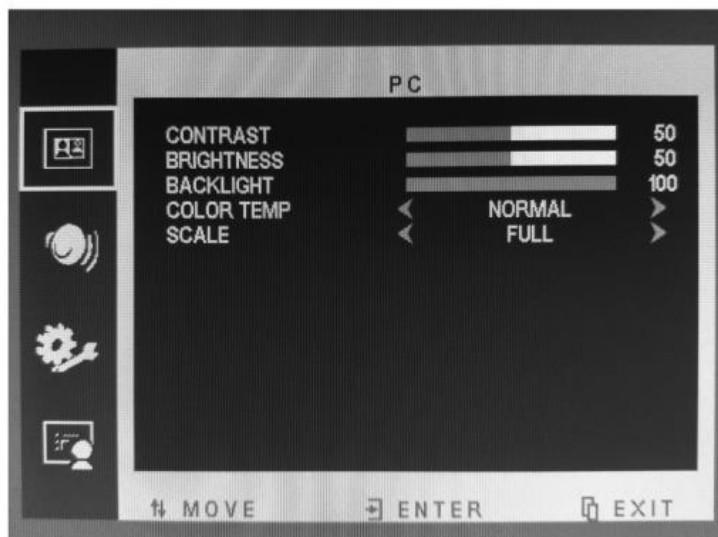 PC
CONTRAST 50
BRIGHTNESS 50
BACKLIGHT 100
COLOR TEMP NORMAL
SCALE FULL
MOVE ENTER EXIT